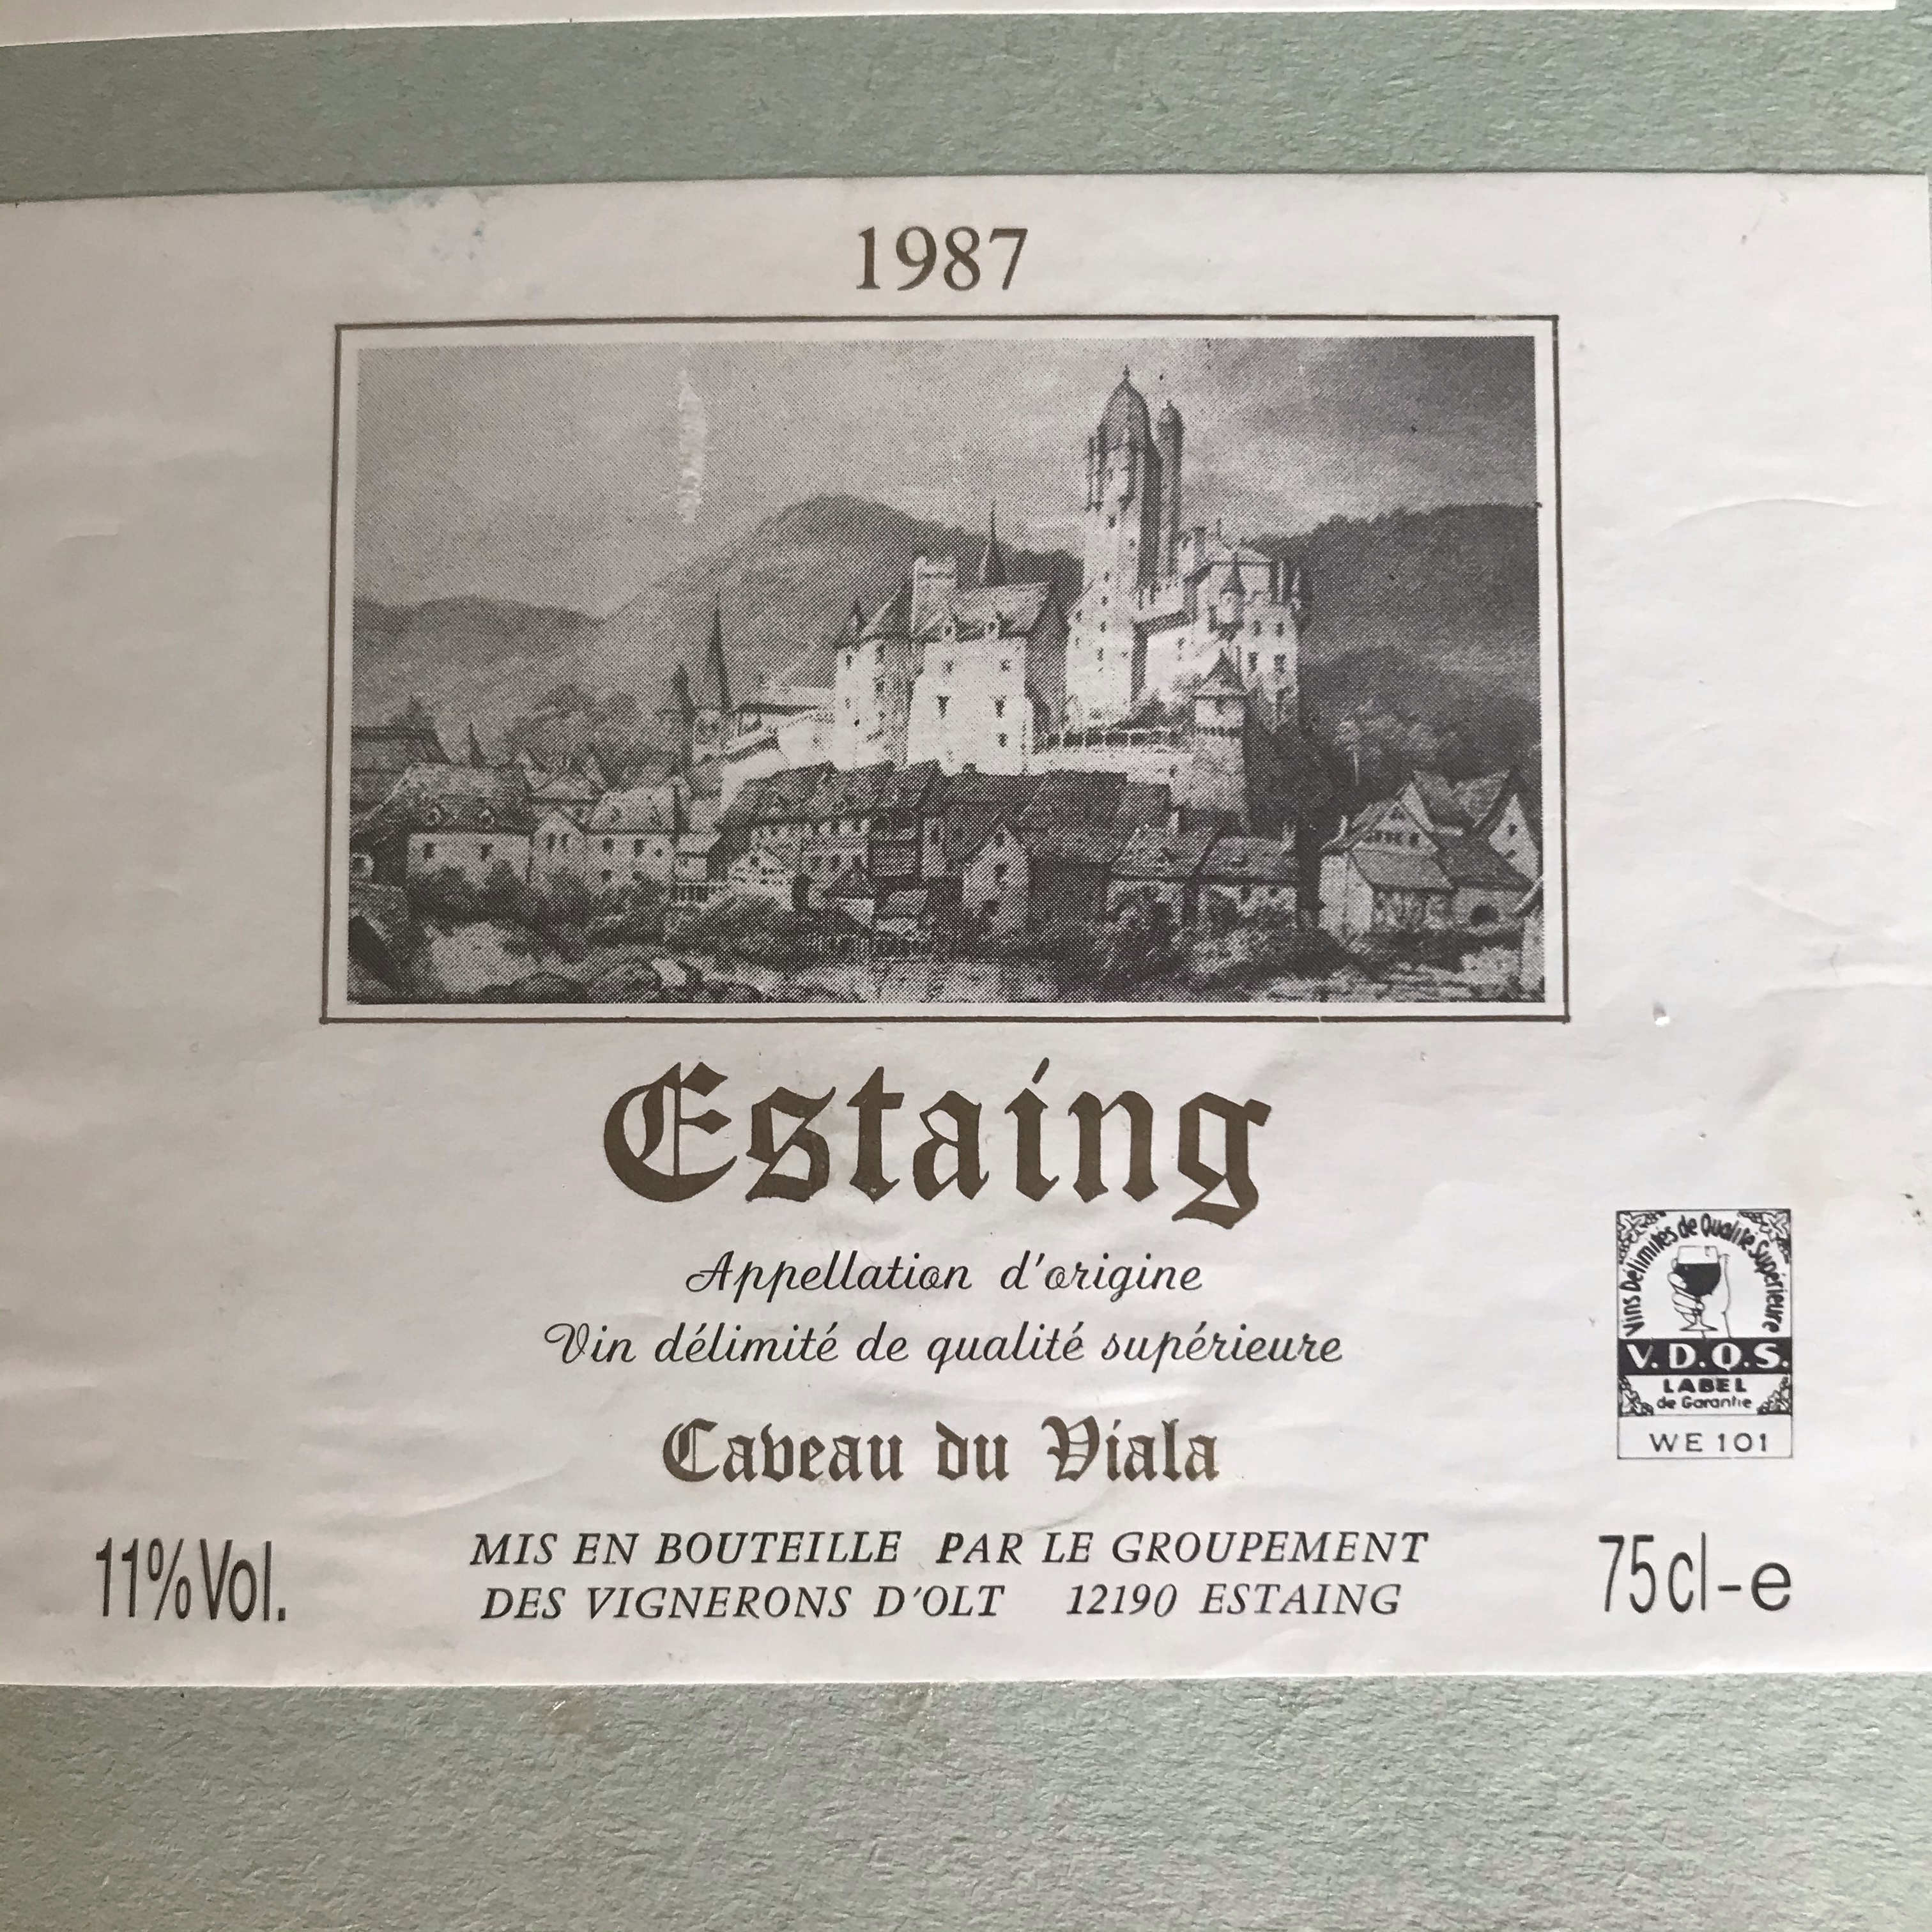 1987
Estaing
Appellation d'origine
Vin délimité de qualité supérieure
Caveau du Viala
11% Vol.
MIS EN BOUTEILLE PAR LE GROUPEMENT
DES VIGNERONS D'OLT 12190 ESTAING
75cl-e
Vins Délimités de Qualité Supérieure
V.D.Q.S.
LABEL
de Garantie
WE 101